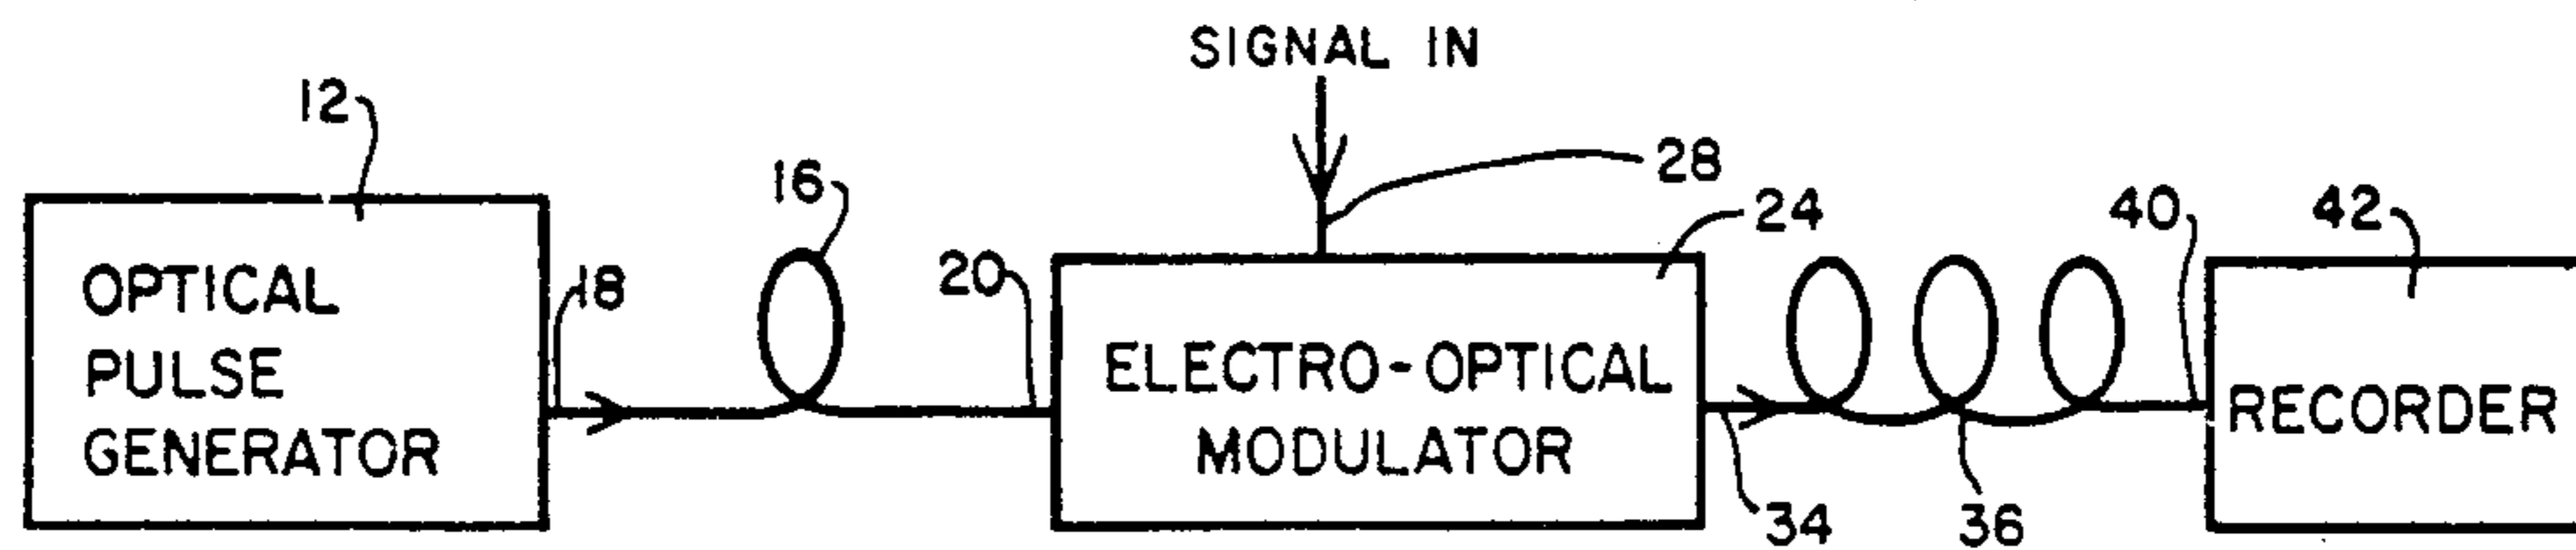 SIGNAL IN
12
16
28
24
40
42
18
20
OPTICAL
PULSE
GENERATOR
ELECTRO-OPTICAL
MODULATOR
RECORDER
34
36